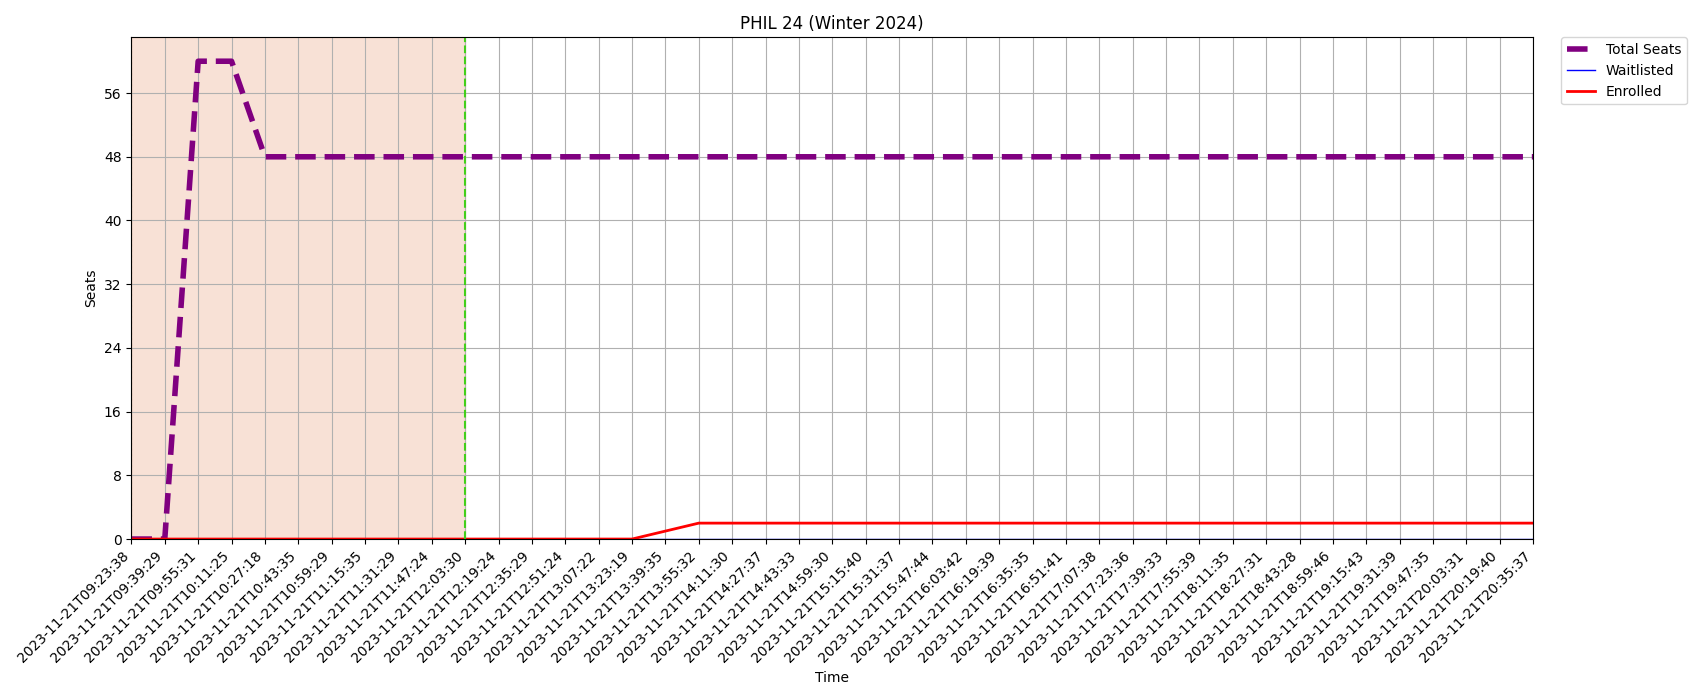 PHIL 24 (Winter 2024)
Total Seats
Waitlisted
Enrolled
Seats
56
48
40
32
24
16
8
0
2023-11-21T09:23:38
2023-11-21T09:39:29
2023-11-21T09:55:31
2023-11-21T10:11:25
2023-11-21T10:27:18
2023-11-21T10:43:35
2023-11-21T10:59:29
2023-11-21T11:15:35
2023-11-21T11:31:29
2023-11-21T11:47:24
2023-11-21T12:03:30
2023-11-21T12:19:24
2023-11-21T12:35:29
2023-11-21T12:51:24
2023-11-21T13:07:22
2023-11-21T13:23:19
2023-11-21T13:39:35
2023-11-21T13:55:32
2023-11-21T14:11:30
2023-11-21T14:27:37
2023-11-21T14:43:33
2023-11-21T14:59:30
2023-11-21T15:15:40
2023-11-21T15:31:37
2023-11-21T15:47:44
2023-11-21T16:03:42
2023-11-21T16:19:39
2023-11-21T16:35:35
2023-11-21T16:51:41
2023-11-21T17:07:38
2023-11-21T17:23:36
2023-11-21T17:39:33
2023-11-21T17:55:39
2023-11-21T18:11:35
2023-11-21T18:27:31
2023-11-21T18:43:28
2023-11-21T18:59:46
2023-11-21T19:15:43
2023-11-21T19:31:39
2023-11-21T19:47:35
2023-11-21T20:03:31
2023-11-21T20:19:40
2023-11-21T20:35:37
Time